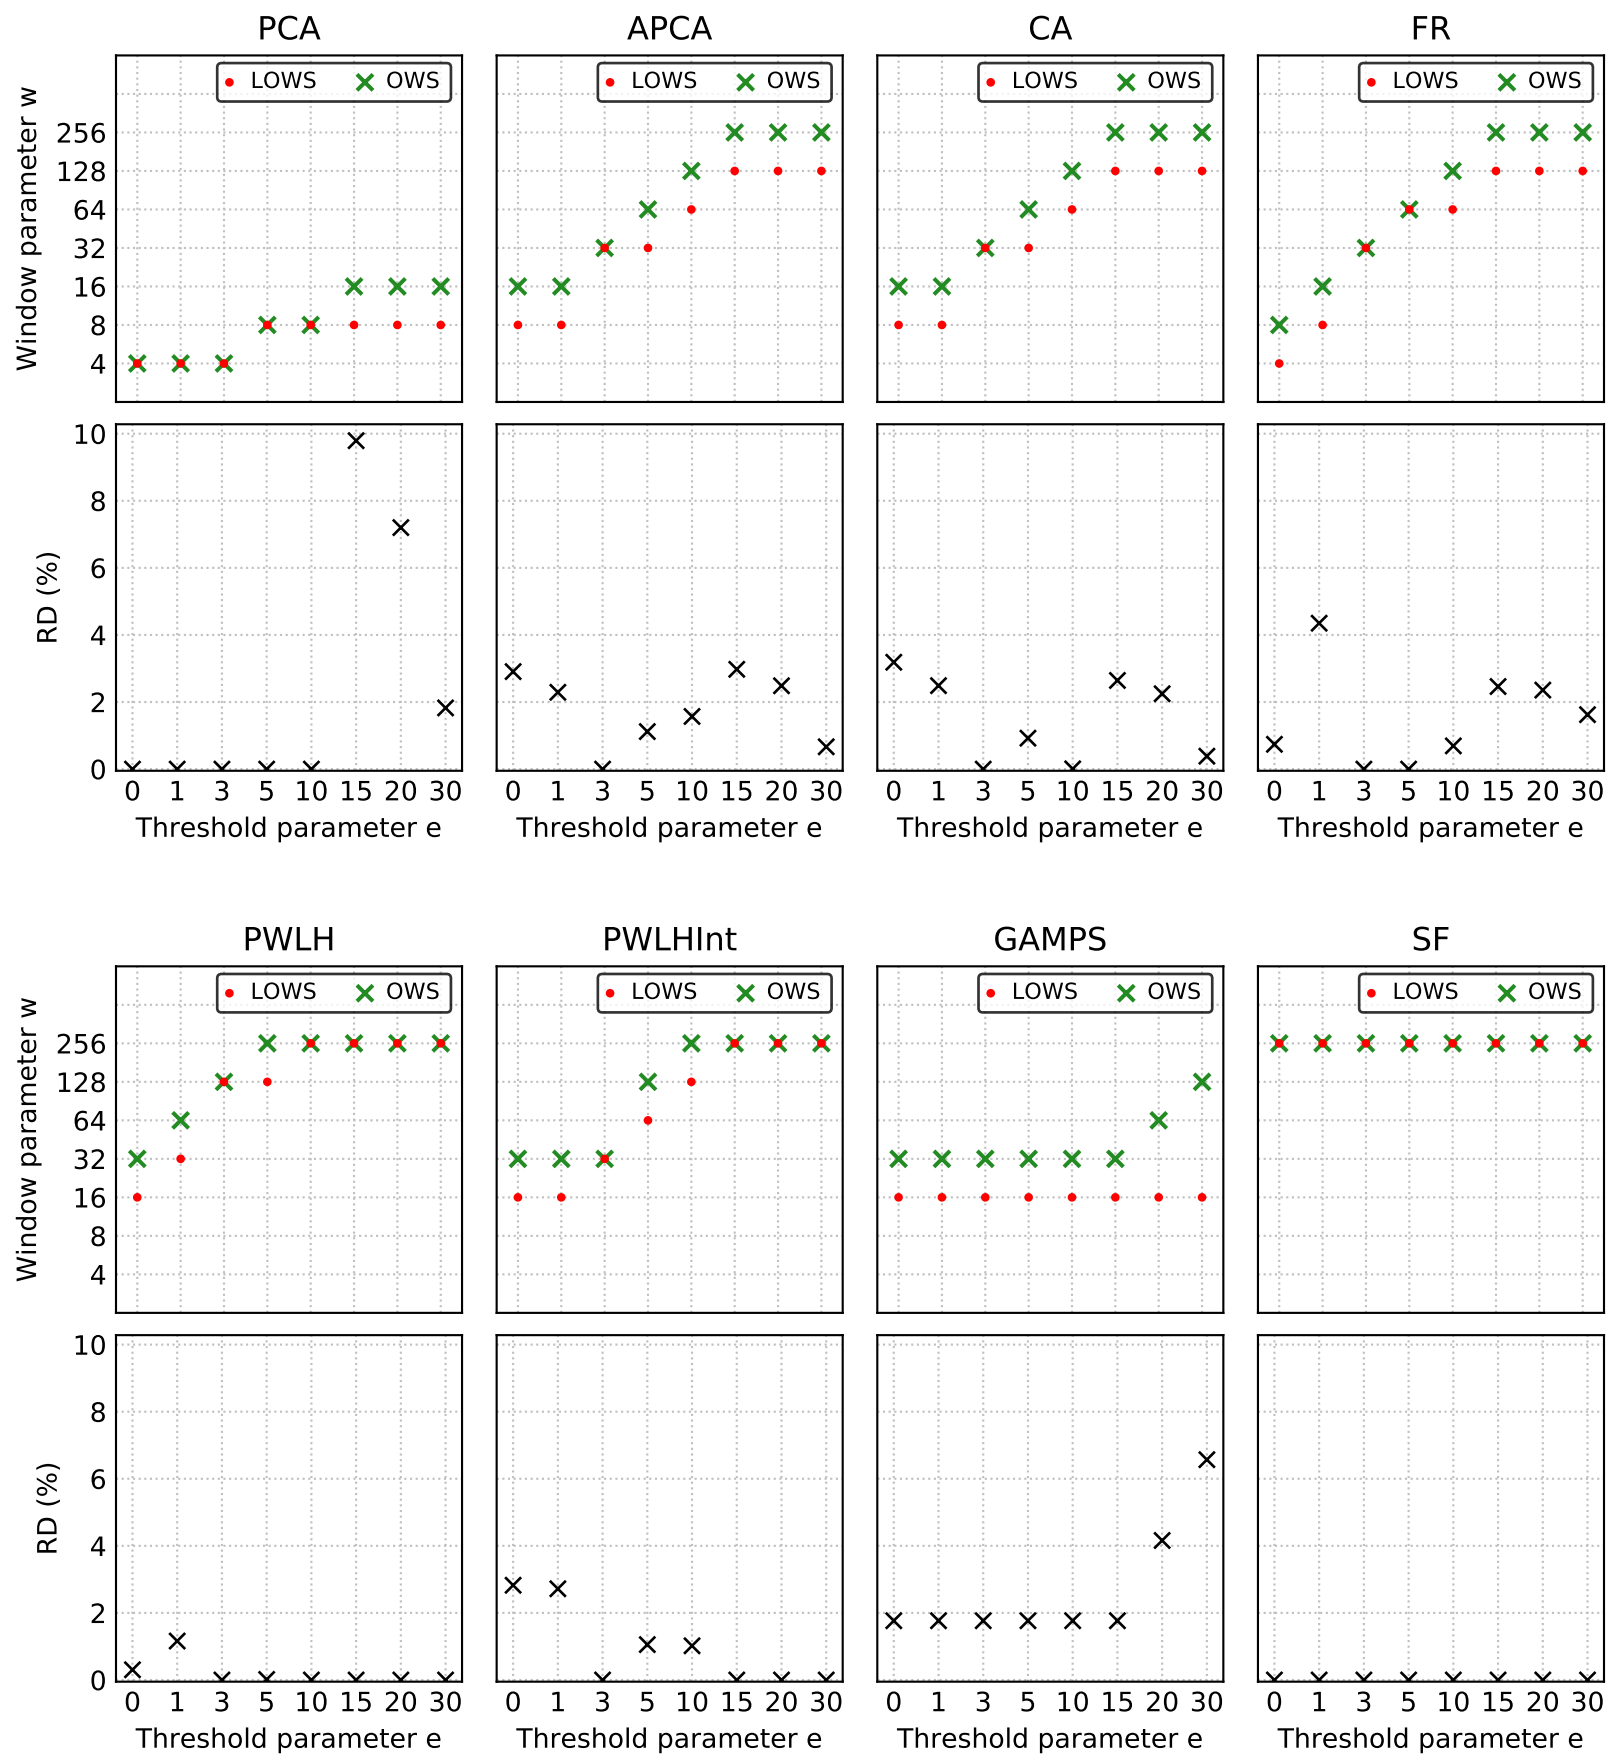 PCA APCA CA FR
LOWS OWS LOWS OWS LOWS OWS LOWS OWS
Window parameter w
256
128
64
32
16
8
4
RD (%)
10
8
6
4
2
0
0 1 3 5 10 15 20 30 0 1 3 5 10 15 20 30 0 1 3 5 10 15 20 30 0 1 3 5 10 15 20 30
Threshold parameter e Threshold parameter e Threshold parameter e Threshold parameter e
PWLH PWLHInt GAMPS SF
LOWS OWS LOWS OWS LOWS OWS LOWS OWS
Window parameter w
256
128
64
32
16
8
4
RD (%)
10
8
6
4
2
0
0 1 3 5 10 15 20 30 0 1 3 5 10 15 20 30 0 1 3 5 10 15 20 30 0 1 3 5 10 15 20 30
Threshold parameter e Threshold parameter e Threshold parameter e Threshold parameter e